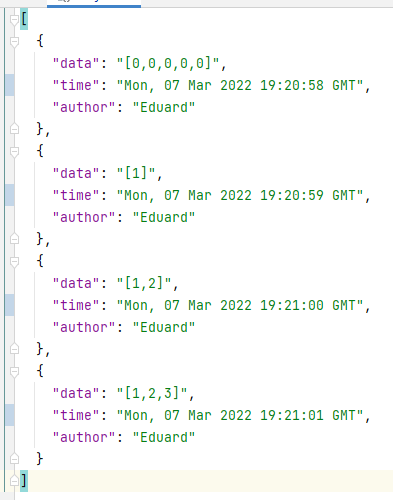 [
  {
    "data": "[0,0,0,0,0]",
    "time": "Mon, 07 Mar 2022 19:20:58 GMT",
    "author": "Eduard"
  },
  {
    "data": "[1]",
    "time": "Mon, 07 Mar 2022 19:20:59 GMT",
    "author": "Eduard"
  },
  {
    "data": "[1,2]",
    "time": "Mon, 07 Mar 2022 19:21:00 GMT",
    "author": "Eduard"
  },
  {
    "data": "[1,2,3]",
    "time": "Mon, 07 Mar 2022 19:21:01 GMT",
    "author": "Eduard"
  }
]